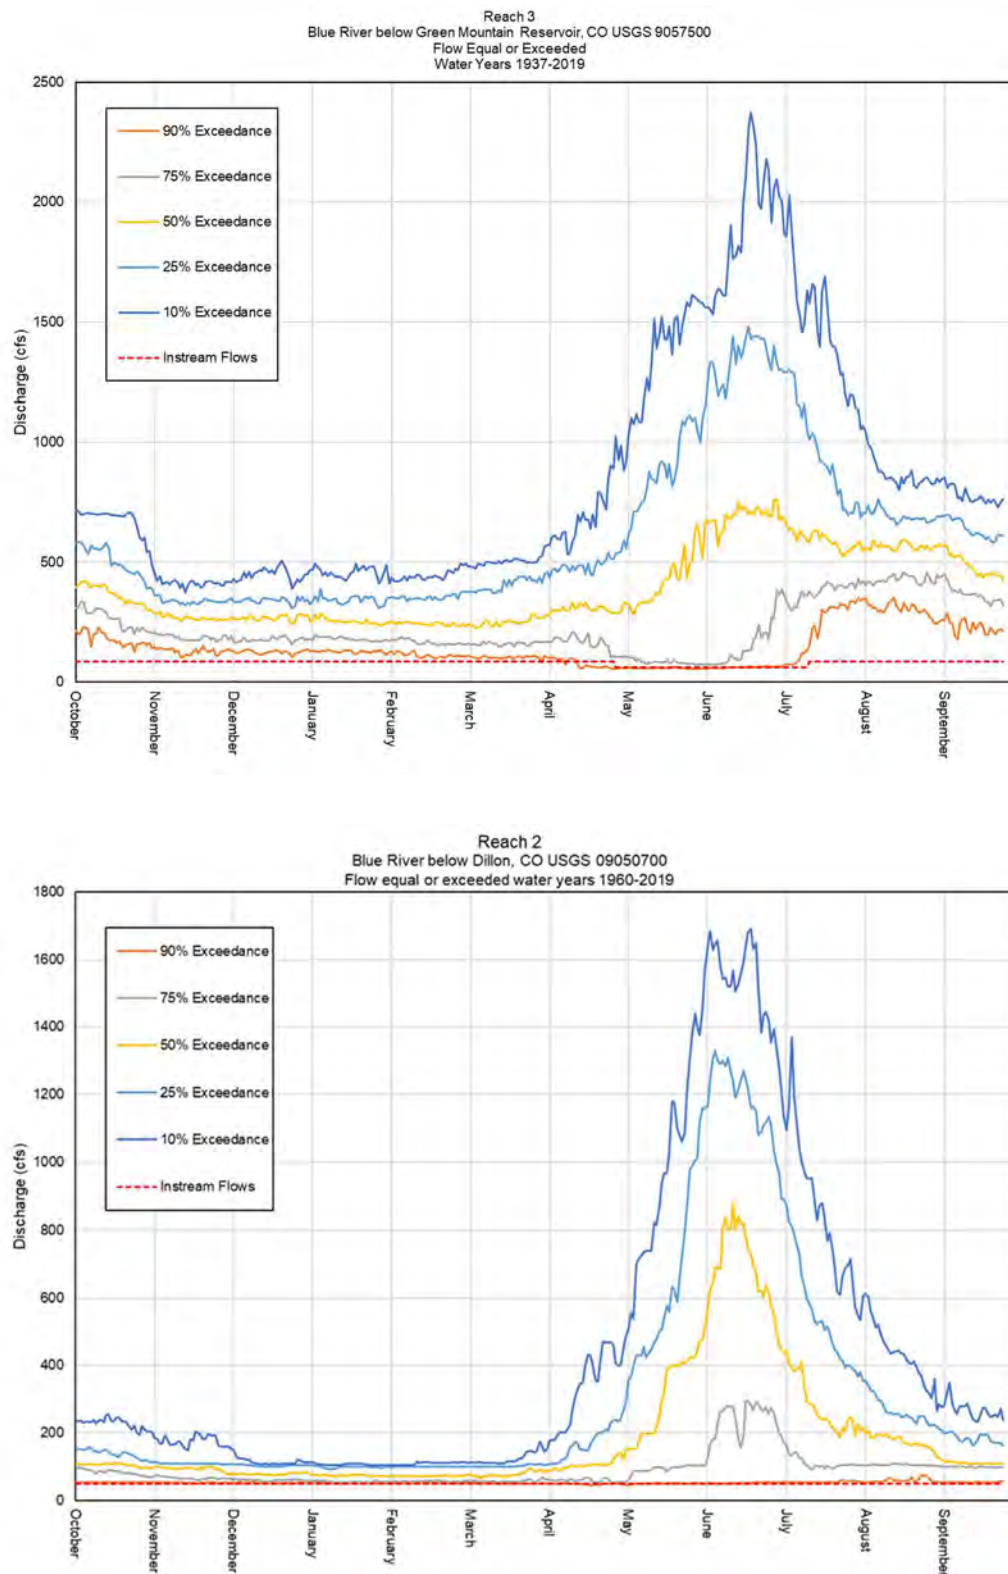 Reach 3
Blue River below Green Mountain Reservoir, CO USGS 9057500
Flow Equal or Exceeded
Water Years 1937-2019
2500
2000
1500
1000
500
0
Discharge (cfs)
90% Exceedance
75% Exceedance
50% Exceedance
25% Exceedance
10% Exceedance
Instream Flows
October
November
December
January
February
March
April
May
June
July
August
September
Reach 2
Blue River below Dillon, CO USGS 09050700
Flow equal or exceeded water years 1960-2019
1800
1600
1400
1200
1000
800
600
400
200
0
Discharge (cfs)
90% Exceedance
75% Exceedance
50% Exceedance
25% Exceedance
10% Exceedance
Instream Flows
October
November
December
January
February
March
April
May
June
July
August
September